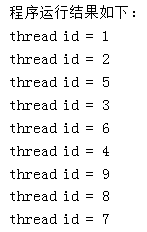 程序运行结果如下：
thread id = 1
thread id = 2
thread id = 5
thread id = 3
thread id = 6
thread id = 4
thread id = 9
thread id = 8
thread id = 7